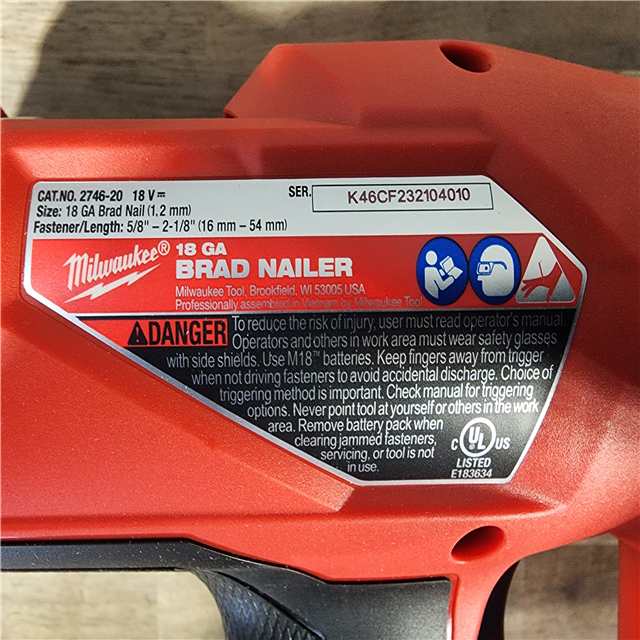 CAT.NO. 2746-20 18 V⎓ SER. K46CF232104010
Size: 18 GA Brad Nail (1,2 mm)
Fastener/Length: 5/8" – 2-1/8" (16 mm – 54 mm)
Milwaukee®
18 GA
BRAD NAILER
Milwaukee Tool, Brookfield, WI 53005 USA
Professionally assembled in Vietnam by Milwaukee Tool
DANGER To reduce the risk of injury, user must read operator's manual.
Operators and others in work area must wear safety glasses
with side shields. Use M18™ batteries. Keep fingers away from trigger
when not driving fasteners to avoid accidental discharge. Choice of
triggering method is important. Check manual for triggering
options. Never point tool at yourself or others in the work
area. Remove battery pack when
clearing jammed fasteners,
servicing, or tool is not
in use.
C UL US
LISTED
E183634